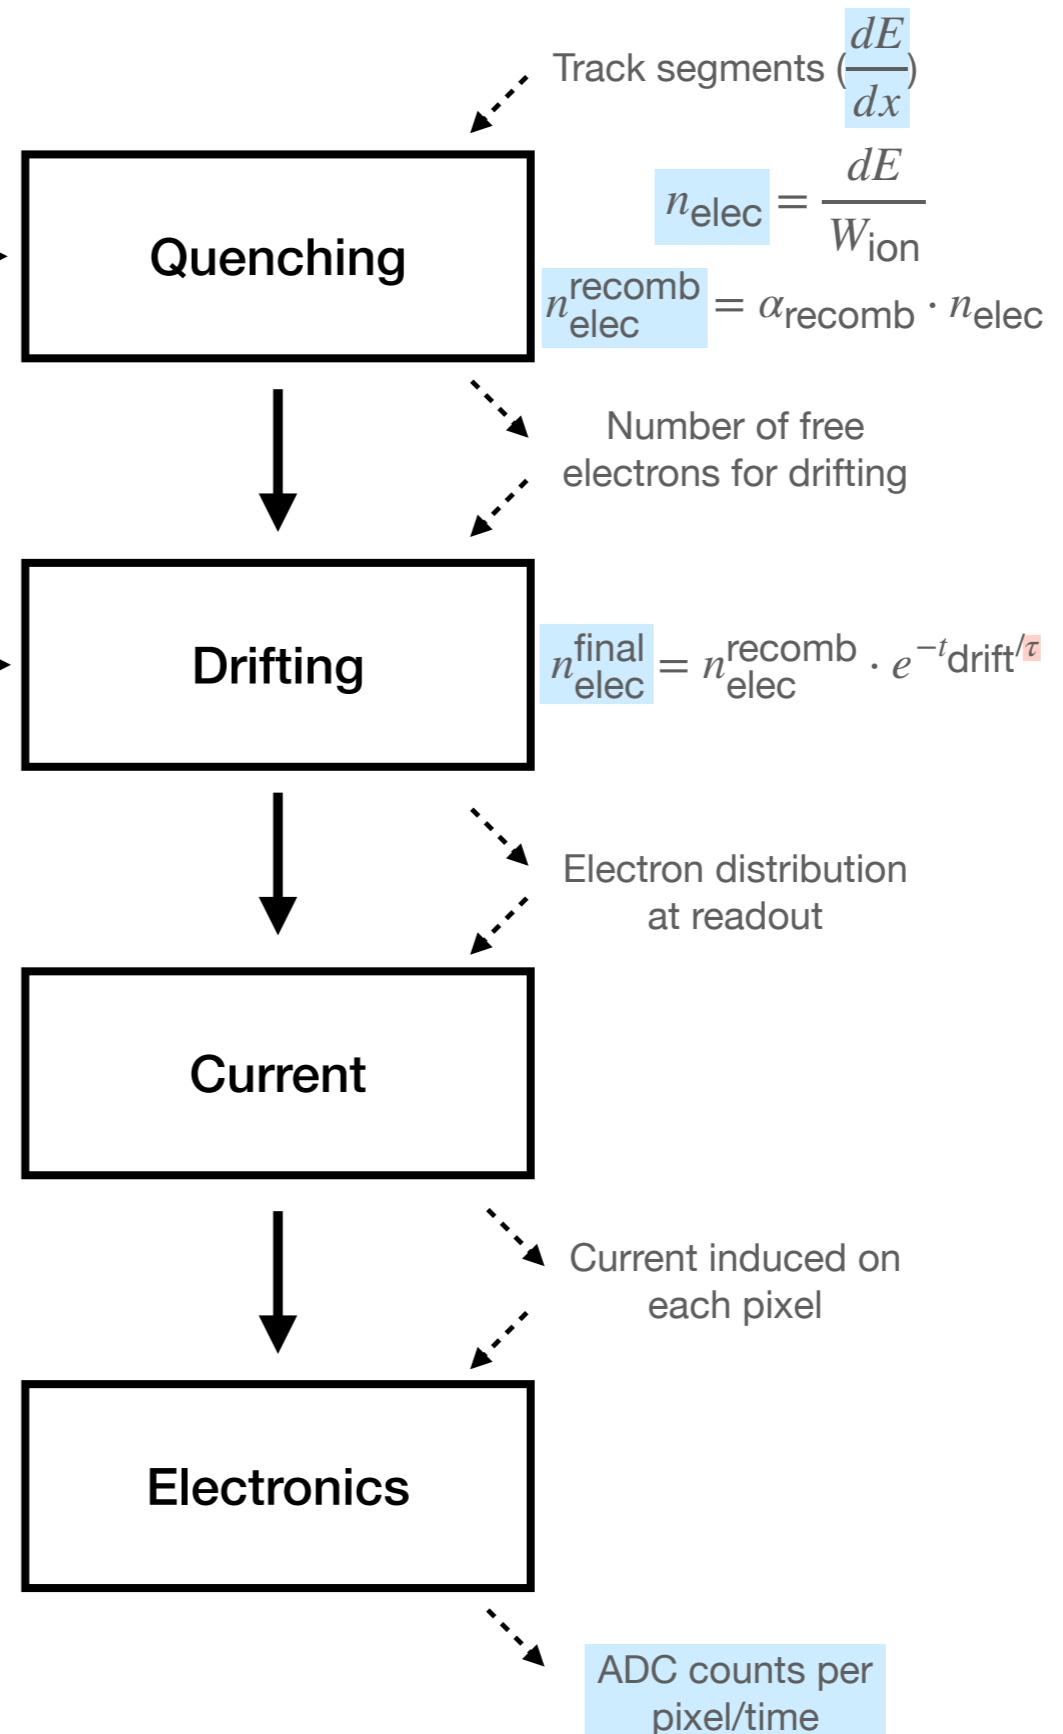 Track segments (dE/dx)
n_elec = dE/W_ion
Quenching
n_elec^recomb = α_recomb · n_elec
Number of free
electrons for drifting
Drifting
n_elec^final = n_elec^recomb · e^(−t_drift/τ)
Electron distribution
at readout
Current
Current induced on
each pixel
Electronics
ADC counts per
pixel/time